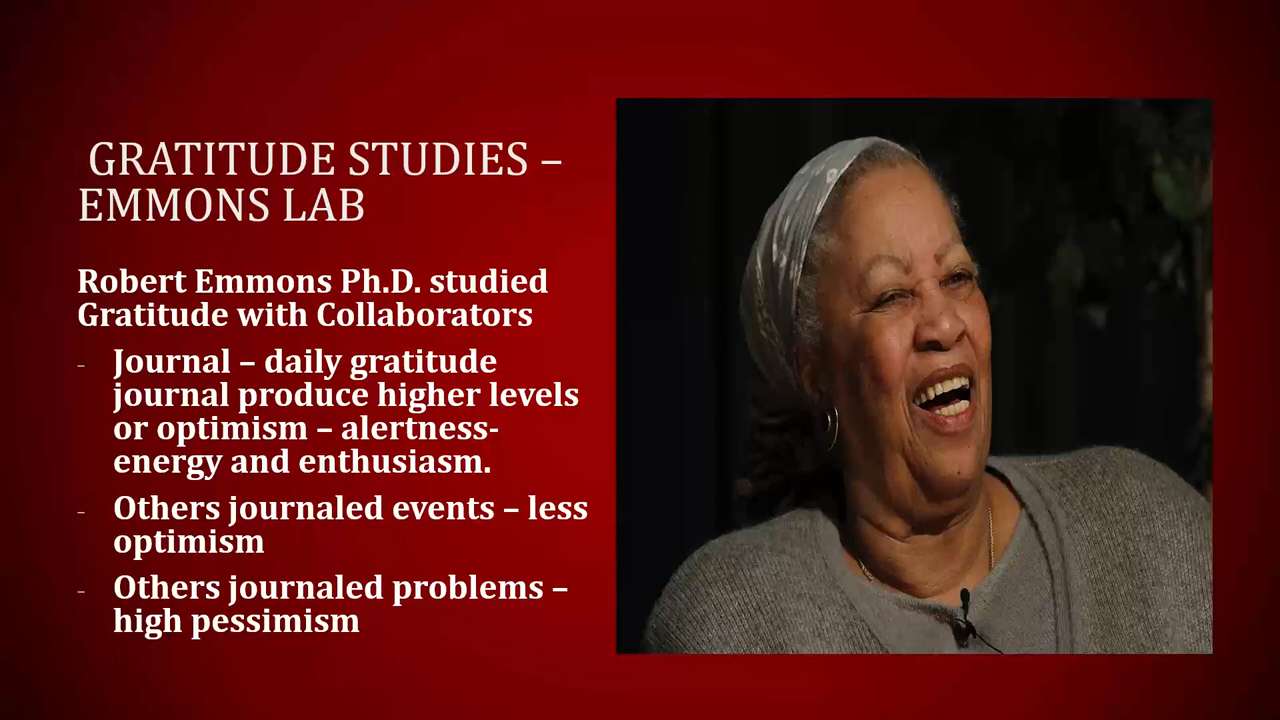 GRATITUDE STUDIES –
EMMONS LAB
Robert Emmons Ph.D. studied
Gratitude with Collaborators
- Journal – daily gratitude
journal produce higher levels
or optimism – alertness-
energy and enthusiasm.
- Others journaled events – less
optimism
- Others journaled problems –
high pessimism